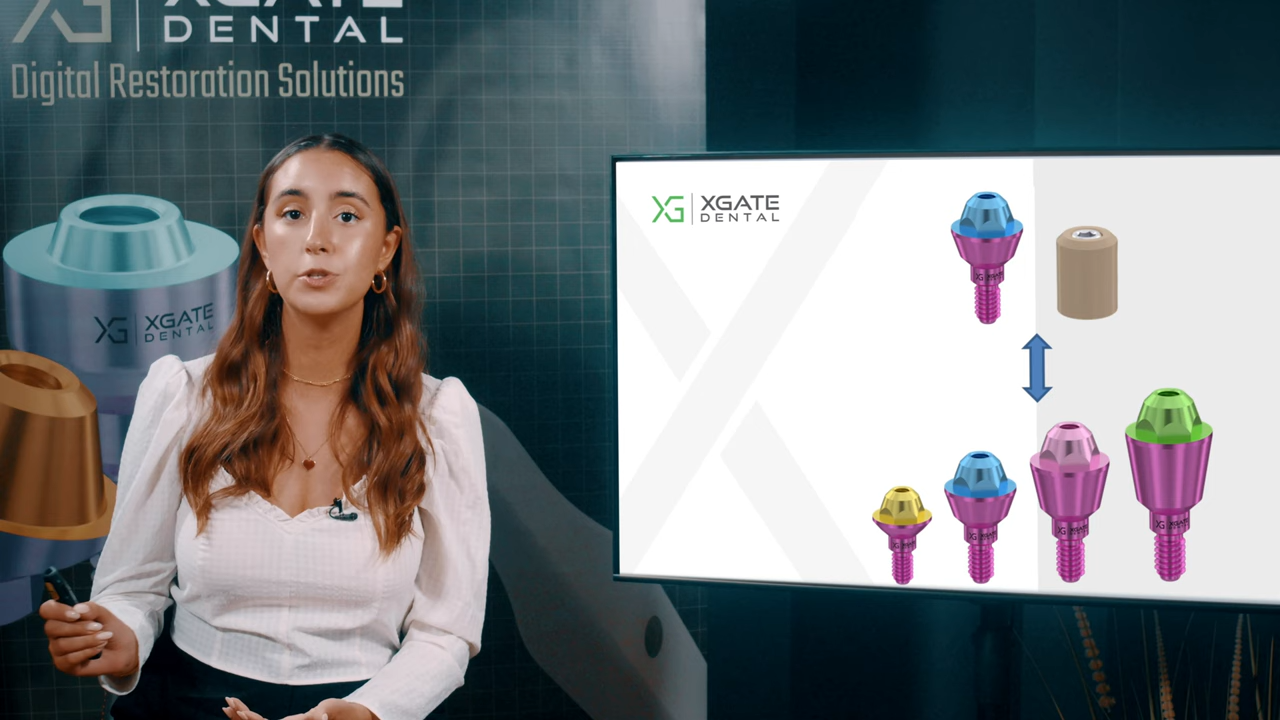 XGATE
DENTAL
Digital Restoration Solutions
XG XGATE
DENTAL
XG XGATE
DENTAL